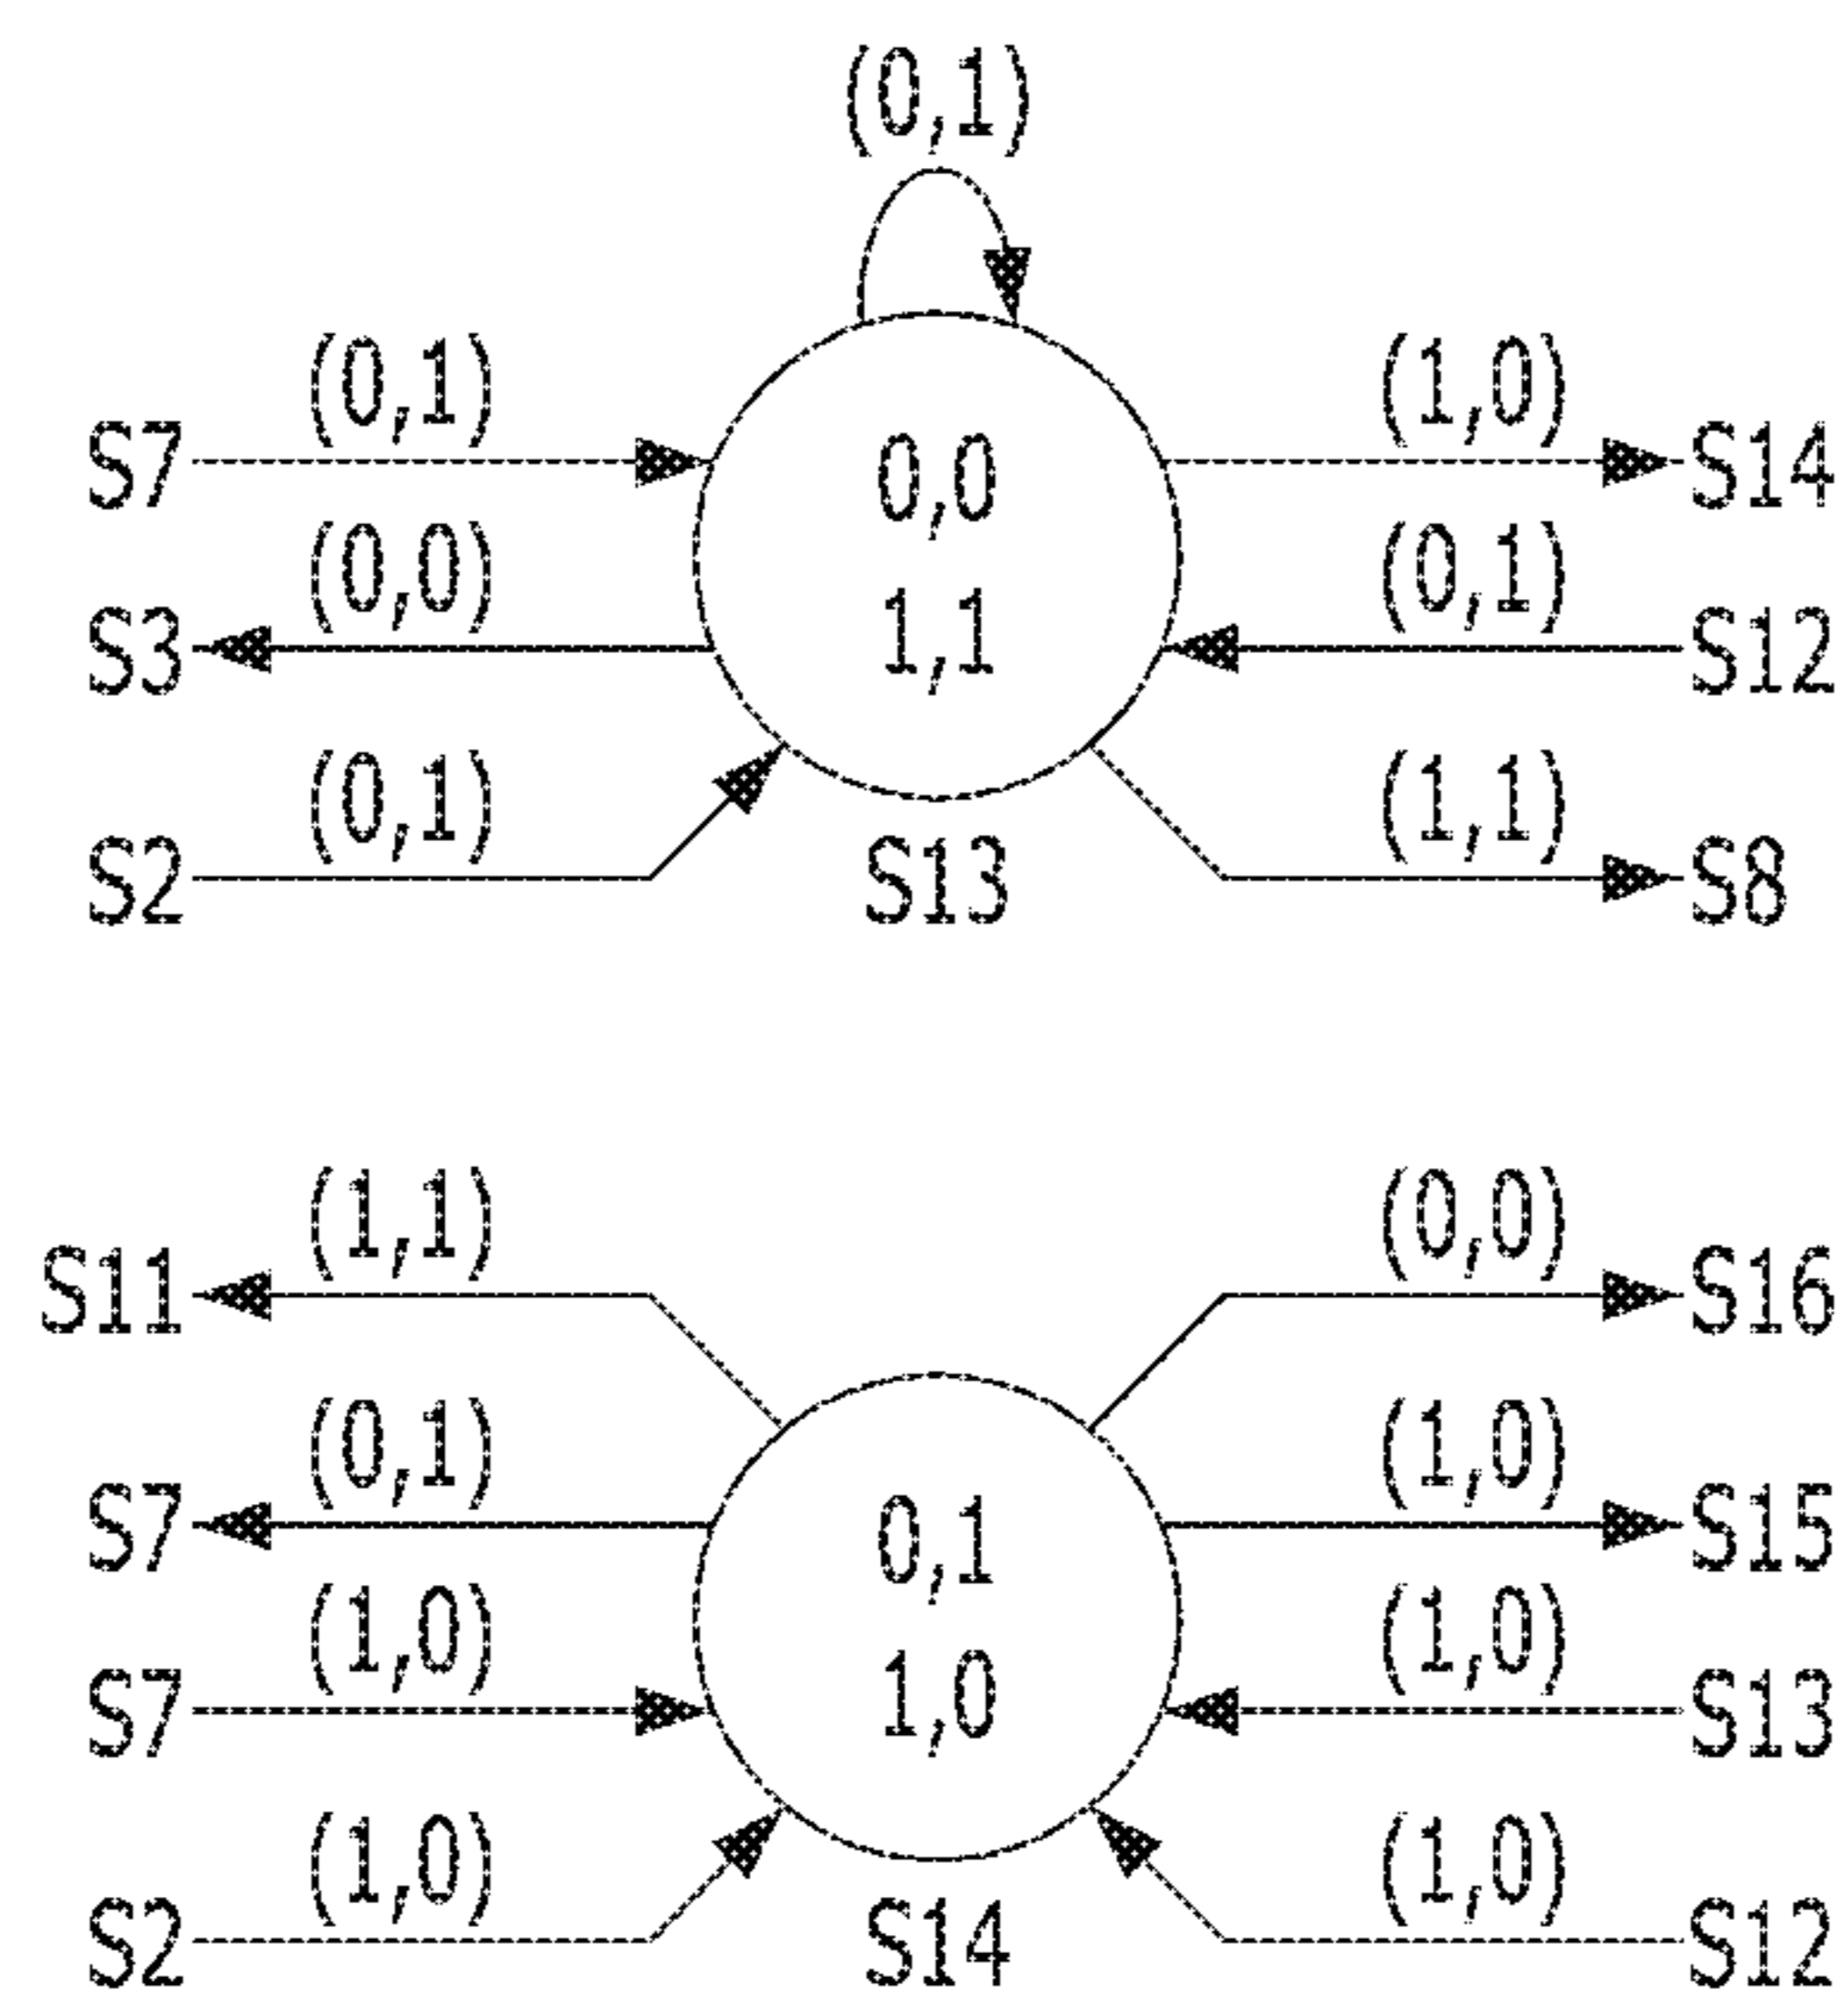 (0,1)
(0,1) (1,0)
S7 0,0 S14
(0,0) (0,1)
S3 1,1 S12
(0,1) (1,1)
S2 S13 S8
(1,1) (0,0)
S11 S16
(0,1) (1,0)
S7 0,1 S15
(1,0) (1,0)
S7 1,0 S13
(1,0) (1,0)
S2 S14 S12